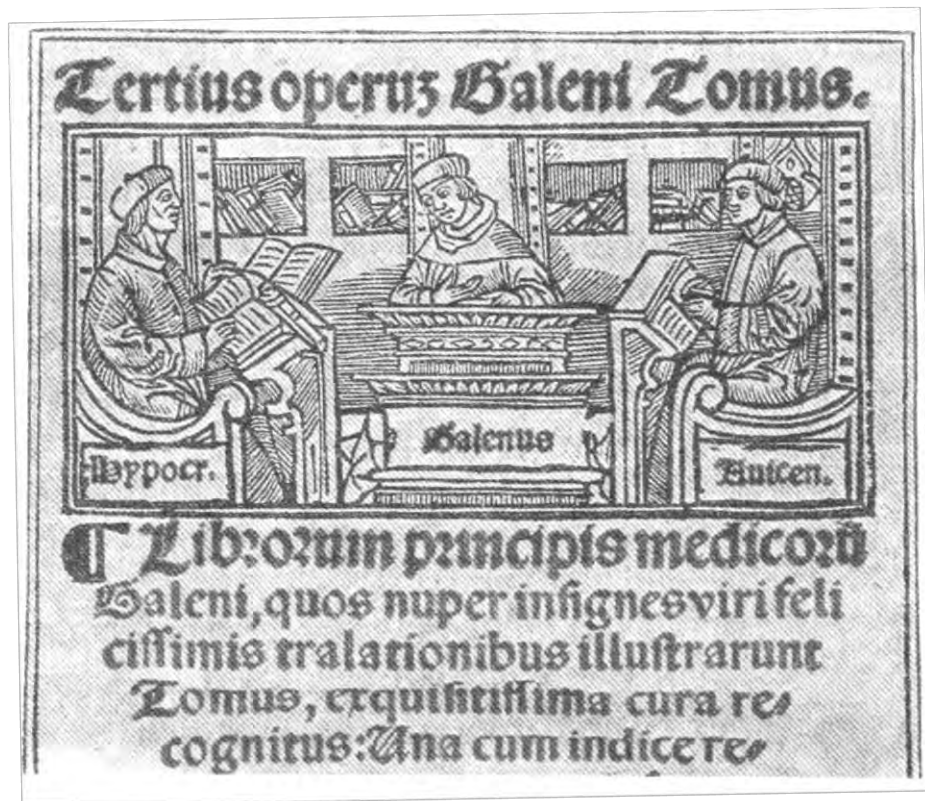 Tertius operuʒ Galeni Tomus.
Hypocr.
Galenus
Auicen.
¶ Librorum principis medicorū
Galeni, quos nuper insignes viri feli
cissimis tralationibus illustrarunt
Tomus, exquisitissima cura re⸗
cognitus: Una cum indice re⸗